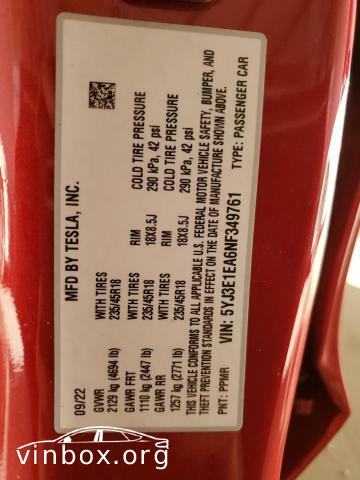 MFD BY TESLA, INC.
09/22
GVWR
2129 kg (4694 lb)
GAWR FRT WITH TIRES RIM COLD TIRE PRESSURE
1110 kg (2447 lb) 235/45R18 18X8.5J 290 kPa, 42 psi
GAWR RR WITH TIRES RIM COLD TIRE PRESSURE
1257 kg (2771 lb) 235/45R18 18X8.5J 290 kPa, 42 psi
THIS VEHICLE CONFORMS TO ALL APPLICABLE U.S. FEDERAL MOTOR VEHICLE SAFETY, BUMPER, AND
THEFT PREVENTION STANDARDS IN EFFECT ON THE DATE OF MANUFACTURE SHOWN ABOVE.
VIN: 5YJ3E1EA6NF349761
PNT: PPMR TYPE: PASSENGER CAR
vinbox.org